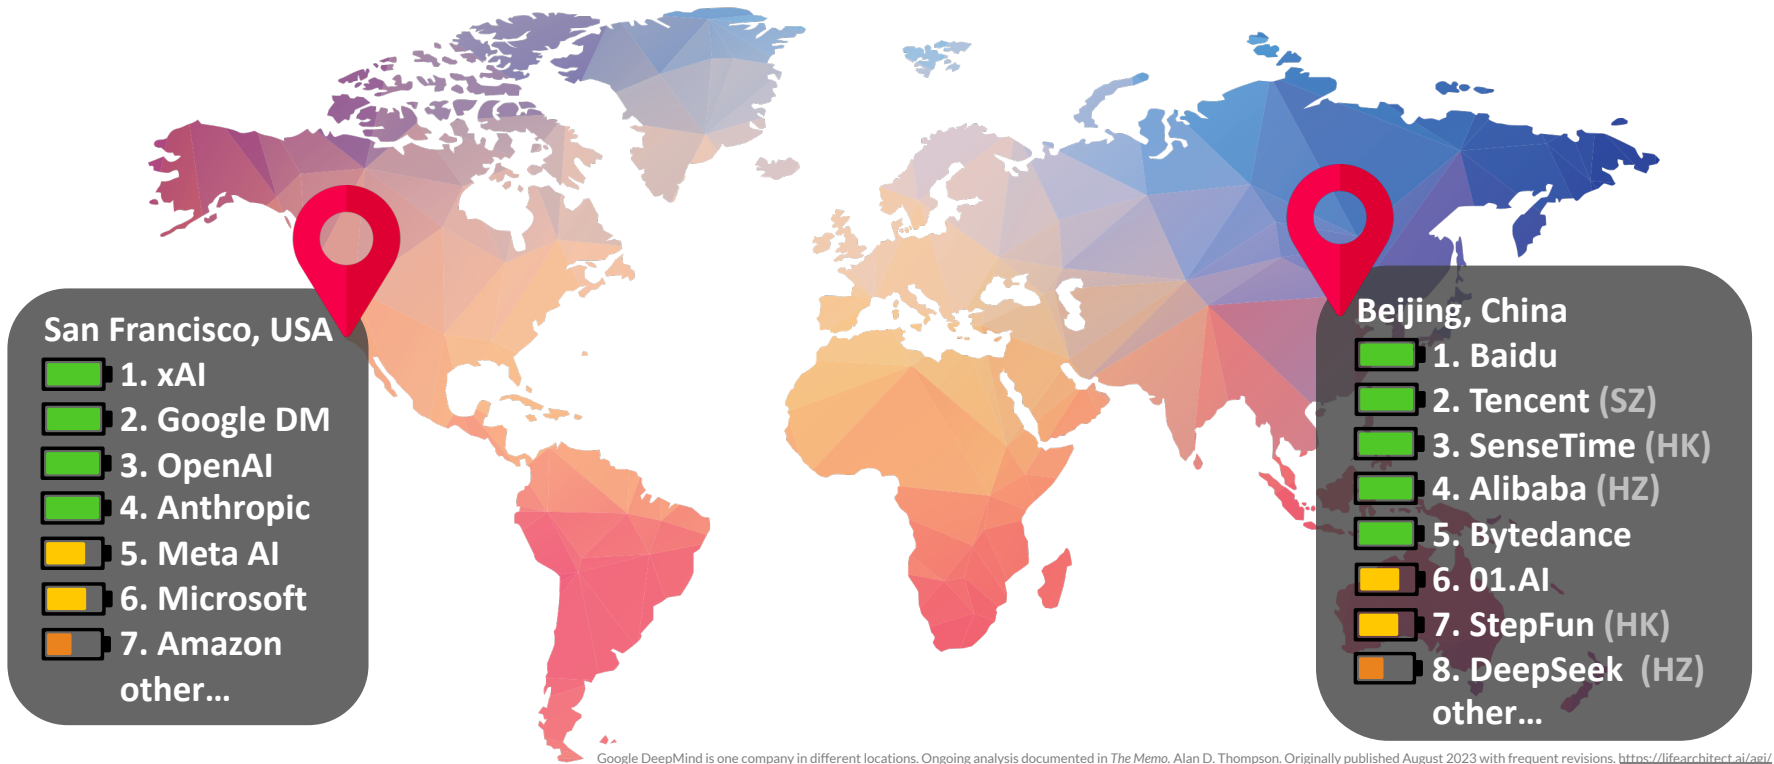 San Francisco, USA
1. xAI
2. Google DM
3. OpenAI
4. Anthropic
5. Meta AI
6. Microsoft
7. Amazon
other...
Beijing, China
1. Baidu
2. Tencent (SZ)
3. SenseTime (HK)
4. Alibaba (HZ)
5. Bytedance
6. 01.AI
7. StepFun (HK)
8. DeepSeek (HZ)
other...
Google DeepMind is one company in different locations. Ongoing analysis documented in The Memo. Alan D. Thompson. Originally published August 2023 with frequent revisions. https://lifearchitect.ai/agi/